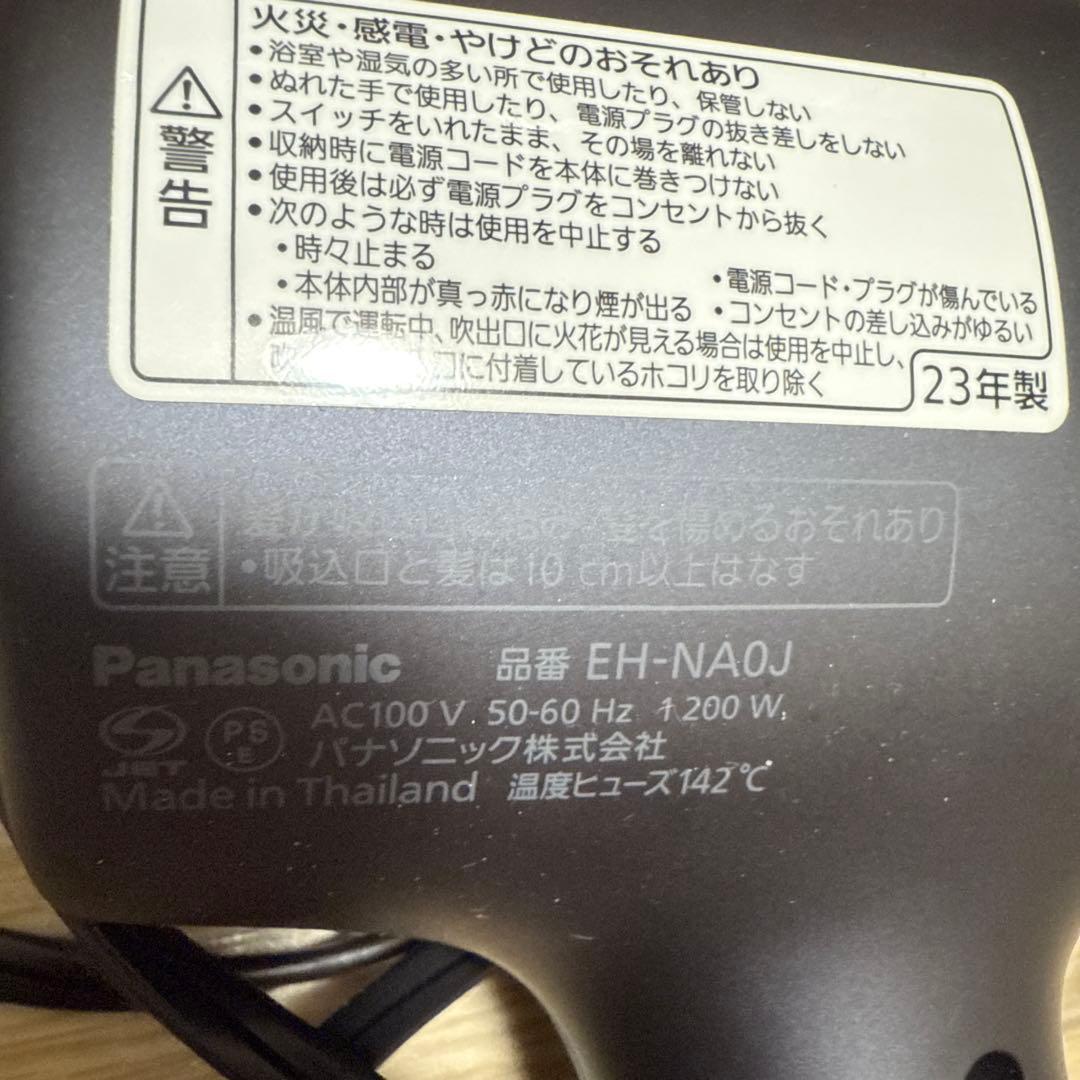 警告
火災・感電・やけどのおそれあり
•浴室や湿気の多い所で使用したり、保管しない
•ぬれた手で使用したり、電源プラグの抜き差しをしない
•スイッチをいれたまま、その場を離れない
•収納時に電源コードを本体に巻きつけない
•使用後は必ず電源プラグをコンセントから抜く
•次のような時は使用を中止する
・時々止まる
・電源コード・プラグが傷んでいる
・本体内部が真っ赤になり煙が出る
・コンセントの差し込みがゆるい
•温風で運転中、吹出口に火花が見える場合は使用を中止し、
口に付着しているホコリを取り除く
23年製
注意
髪を傷めるおそれあり
•吸込口と髪は10 cm以上はなす
Panasonic 品番 EH-NA0J
JET PSE AC100 V 50-60 Hz 1200 W
パナソニック株式会社
Made in Thailand 温度ヒューズ142℃